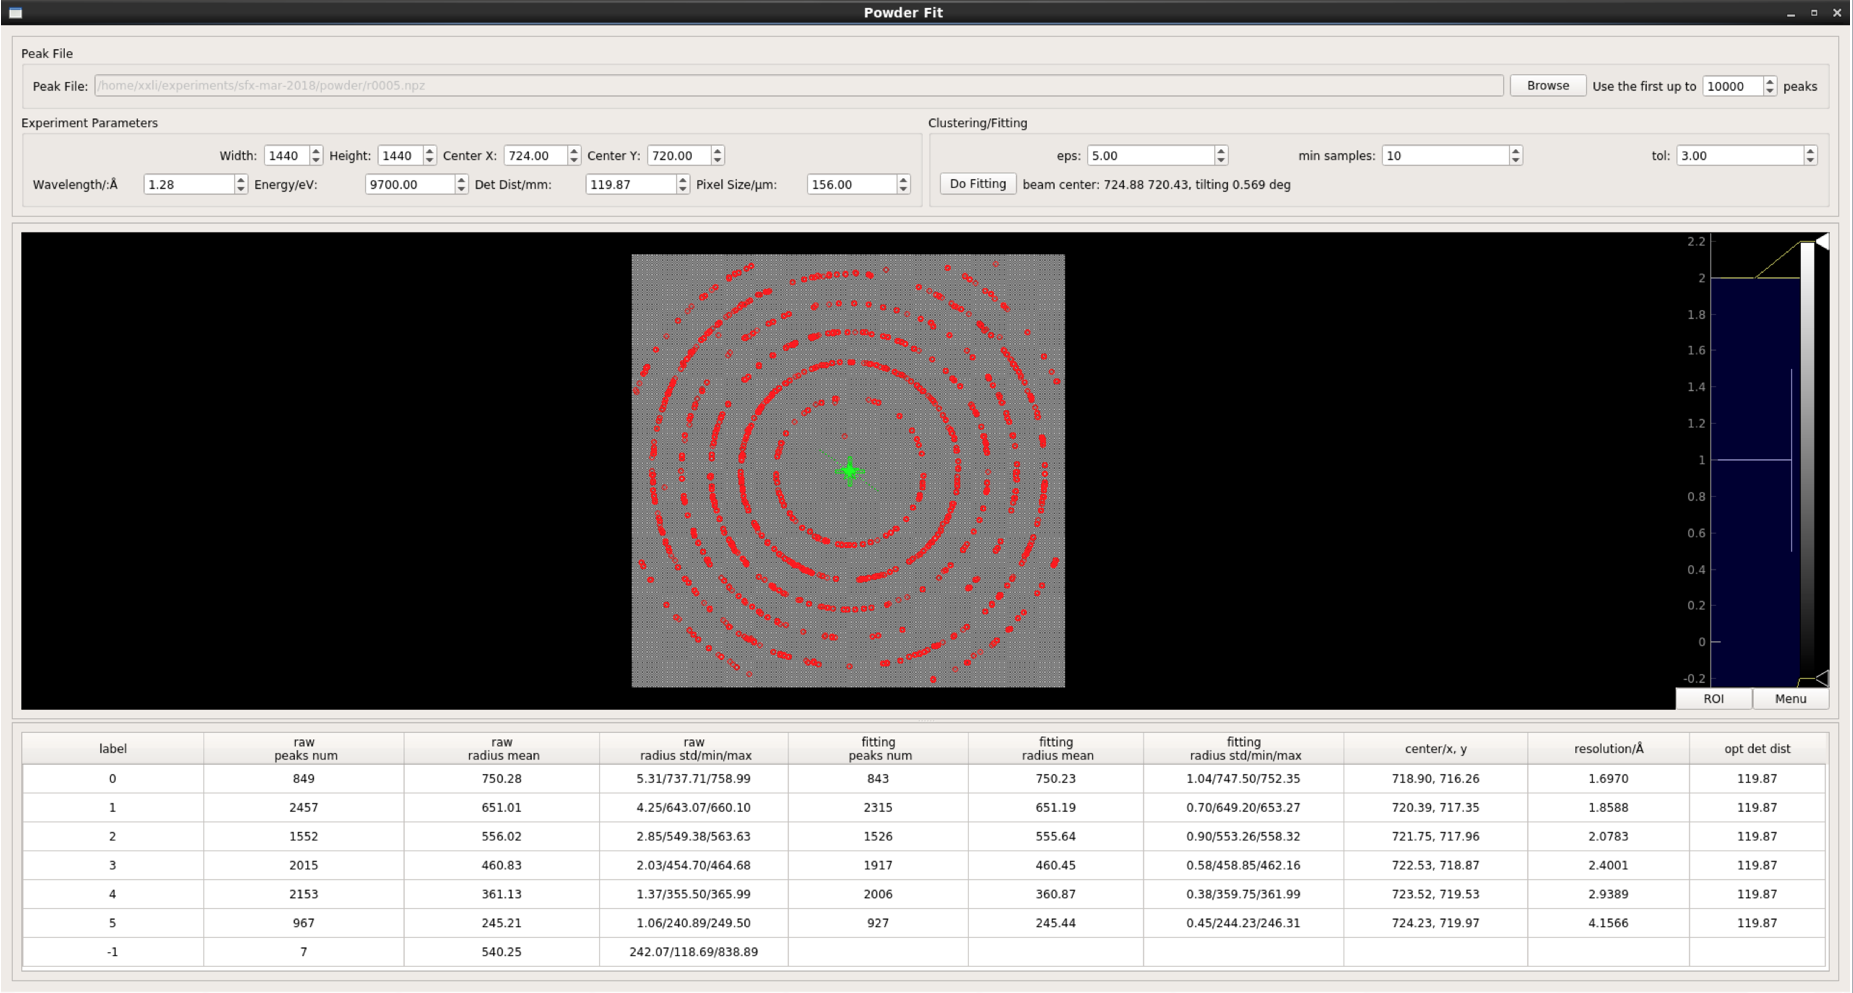 Powder Fit
Peak File
Peak File: /home/xxli/experiments/sfx-mar-2018/powder/r0005.npz Browse Use the first up to 10000 peaks
Experiment Parameters
Width: 1440 Height: 1440 Center X: 724.00 Center Y: 720.00
Wavelength/:Å 1.28 Energy/eV: 9700.00 Det Dist/mm: 119.87 Pixel Size/μm: 156.00
Clustering/Fitting
eps: 5.00 min samples: 10 tol: 3.00
Do Fitting beam center: 724.88 720.43, tilting 0.569 deg
2.2
2
1.8
1.6
1.4
1.2
1
0.8
0.6
0.4
0.2
0
-0.2
ROI Menu
label raw peaks num raw radius mean raw radius std/min/max fitting peaks num fitting radius mean fitting radius std/min/max center/x, y resolution/Å opt det dist
0 849 750.28 5.31/737.71/758.99 843 750.23 1.04/747.50/752.35 718.90, 716.26 1.6970 119.87
1 2457 651.01 4.25/643.07/660.10 2315 651.19 0.70/649.20/653.27 720.39, 717.35 1.8588 119.87
2 1552 556.02 2.85/549.38/563.63 1526 555.64 0.90/553.26/558.32 721.75, 717.96 2.0783 119.87
3 2015 460.83 2.03/454.70/464.68 1917 460.45 0.58/458.85/462.16 722.53, 718.87 2.4001 119.87
4 2153 361.13 1.37/355.50/365.99 2006 360.87 0.38/359.75/361.99 723.52, 719.53 2.9389 119.87
5 967 245.21 1.06/240.89/249.50 927 245.44 0.45/244.23/246.31 724.23, 719.97 4.1566 119.87
-1 7 540.25 242.07/118.69/838.89